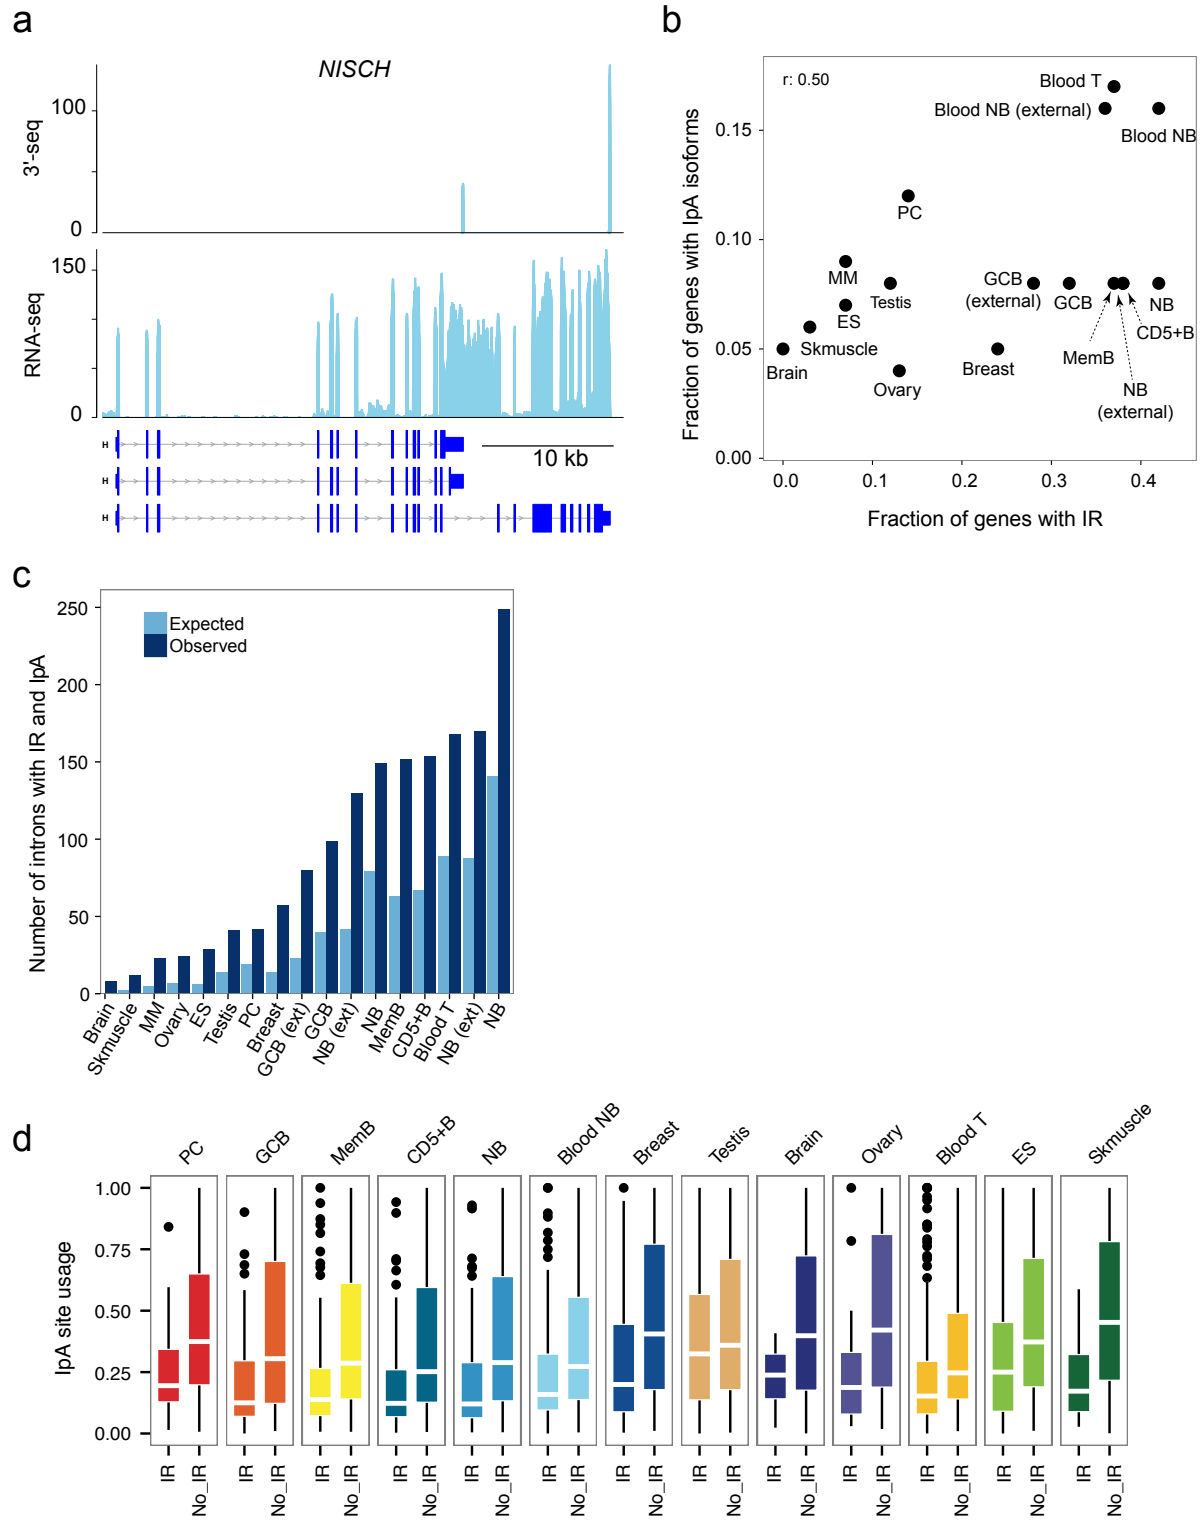 a
NISCH
3'-seq
100
0
RNA-seq
150
0
H
H
H
10 kb
b
r: 0.50
Fraction of genes with IpA isoforms
0.15
0.10
0.05
0.00
Blood T
Blood NB (external)
Blood NB
PC
MM
ES
Testis
GCB
(external)
GCB
NB
CD5+B
MemB
NB
(external)
Skmuscle
Brain
Ovary
Breast
0.0 0.1 0.2 0.3 0.4
Fraction of genes with IR
c
Expected
Observed
Number of introns with IR and IpA
250
200
150
100
50
0
Brain
Skmuscle
MM
Ovary
ES
Testis
PC
Breast
GCB (ext)
GCB
NB (ext)
NB
MemB
CD5+B
Blood T
NB (ext)
NB
d
PC
GCB
MemB
CD5+B
NB
Blood NB
Breast
Testis
Brain
Ovary
Blood T
ES
Skmuscle
IpA site usage
1.00
0.75
0.50
0.25
0.00
IR
No_IR
IR
No_IR
IR
No_IR
IR
No_IR
IR
No_IR
IR
No_IR
IR
No_IR
IR
No_IR
IR
No_IR
IR
No_IR
IR
No_IR
IR
No_IR
IR
No_IR